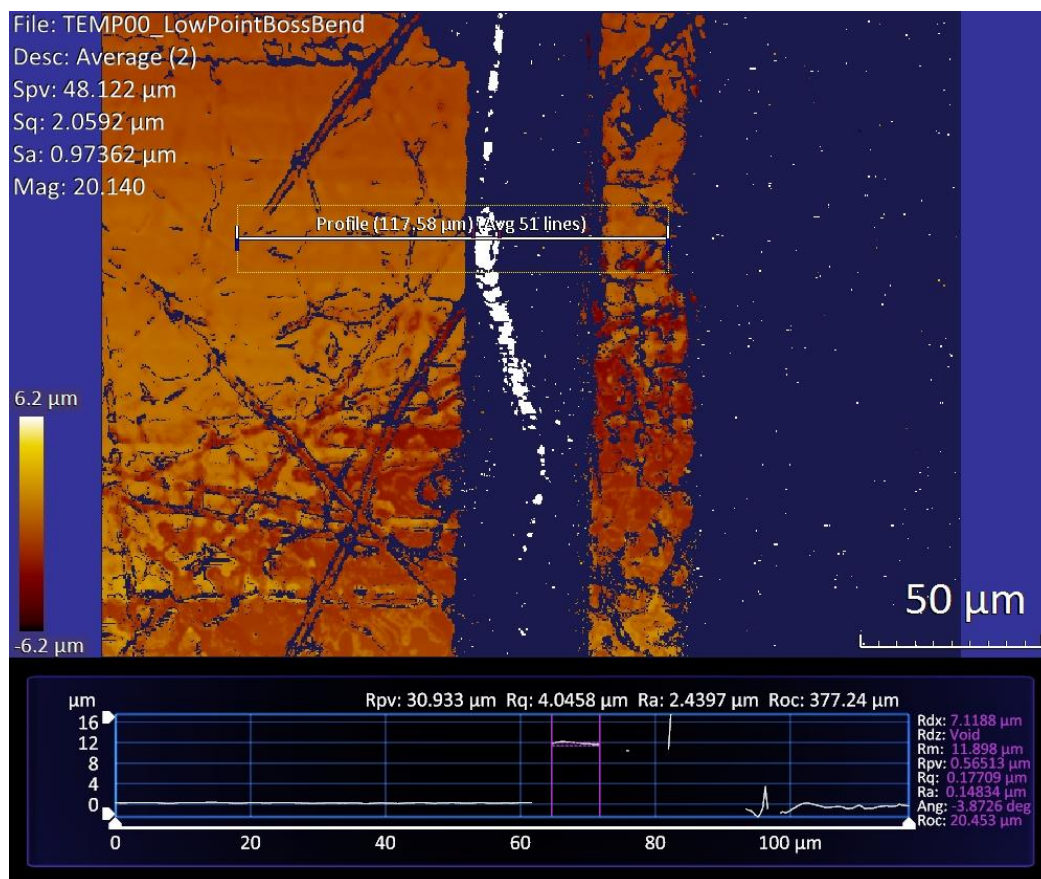 File: TEMP00_LowPointBossBend
Desc: Average (2)
Spv: 48.122 µm
Sq: 2.0592 µm
Sa: 0.97362 µm
Mag: 20.140
Profile (117.58 µm) (Avg 51 lines)
6.2 µm
-6.2 µm
50 µm
µm
Rpv: 30.933 µm Rq: 4.0458 µm Ra: 2.4397 µm Roc: 377.24 µm
16
12
8
4
0
0 20 40 60 80 100 µm
Rdx: 7.1188 µm
Rdz: Void
Rm: 11.898 µm
Rpv: 0.56513 µm
Rq: 0.17709 µm
Ra: 0.14834 µm
Ang: -3.8726 deg
Roc: 20.453 µm